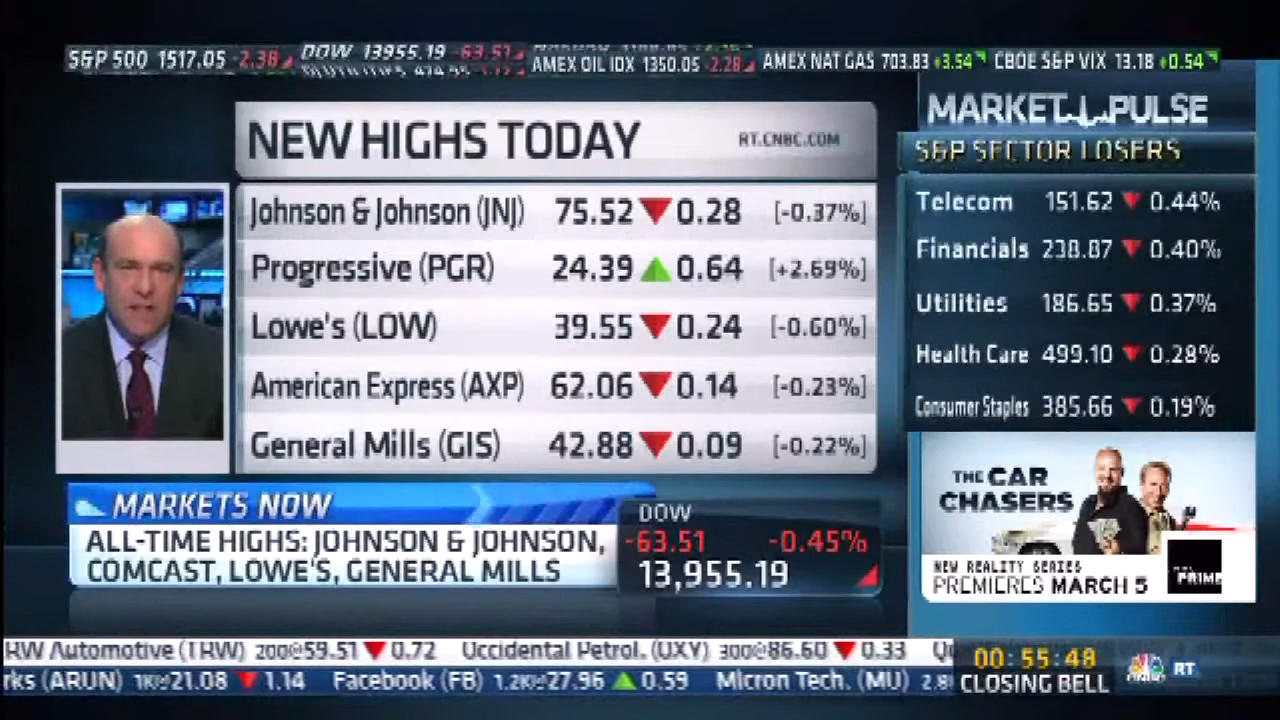 S&P 500 1517.05 -2.38 DOW 13955.19 -63.51 AMEX OIL IDX 1350.05 -2.28 AMEX NAT GAS 703.83 +3.54 CBOE S&P VIX 13.18 +0.54
MARKET PULSE
S&P SECTOR LOSERS
Telecom 151.62 ▼ 0.44%
Financials 238.87 ▼ 0.40%
Utilities 186.65 ▼ 0.37%
Health Care 499.10 ▼ 0.28%
Consumer Staples 385.66 ▼ 0.19%
NEW HIGHS TODAY RT.CNBC.COM
Johnson & Johnson (JNJ) 75.52 ▼ 0.28 [-0.37%]
Progressive (PGR) 24.39 ▲ 0.64 [+2.69%]
Lowe's (LOW) 39.55 ▼ 0.24 [-0.60%]
American Express (AXP) 62.06 ▼ 0.14 [-0.23%]
General Mills (GIS) 42.88 ▼ 0.09 [-0.22%]
MARKETS NOW
ALL-TIME HIGHS: JOHNSON & JOHNSON,
COMCAST, LOWE'S, GENERAL MILLS
DOW
-63.51 -0.45%
13,955.19
THE CAR
CHASERS
NEW REALITY SERIES
PREMIERES MARCH 5
PRIME
RW Automotive (TRW) 200@59.51 ▼ 0.72 Occidental Petrol. (OXY) 300@86.60 ▼ 0.33
rks (ARUN) 1K@21.08 ▼ 1.14 Facebook (FB) 1.2K@27.96 ▲ 0.59 Micron Tech. (MU) 2.8
00:55:48
CLOSING BELL
CNBC RT